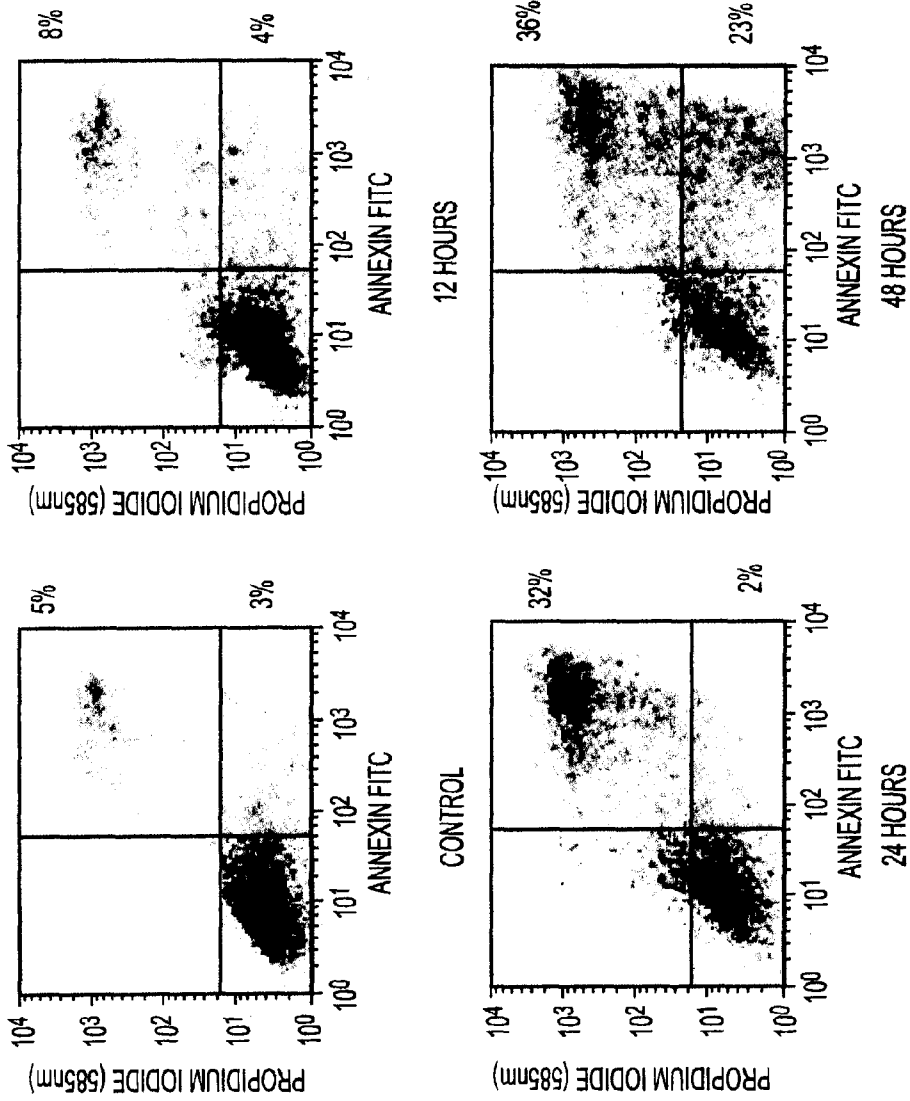 5%
3%
PROPIDIUM IODIDE (585nm)
10⁴
10³
10²
10¹
10⁰
10⁰ 10¹ 10² 10³ 10⁴
ANNEXIN FITC
CONTROL
8%
4%
PROPIDIUM IODIDE (585nm)
10⁴
10³
10²
10¹
10⁰
10⁰ 10¹ 10² 10³ 10⁴
ANNEXIN FITC
12 HOURS
32%
2%
PROPIDIUM IODIDE (585nm)
10⁴
10³
10²
10¹
10⁰
10⁰ 10¹ 10² 10³ 10⁴
ANNEXIN FITC
24 HOURS
36%
23%
PROPIDIUM IODIDE (585nm)
10⁴
10³
10²
10¹
10⁰
10⁰ 10¹ 10² 10³ 10⁴
ANNEXIN FITC
48 HOURS